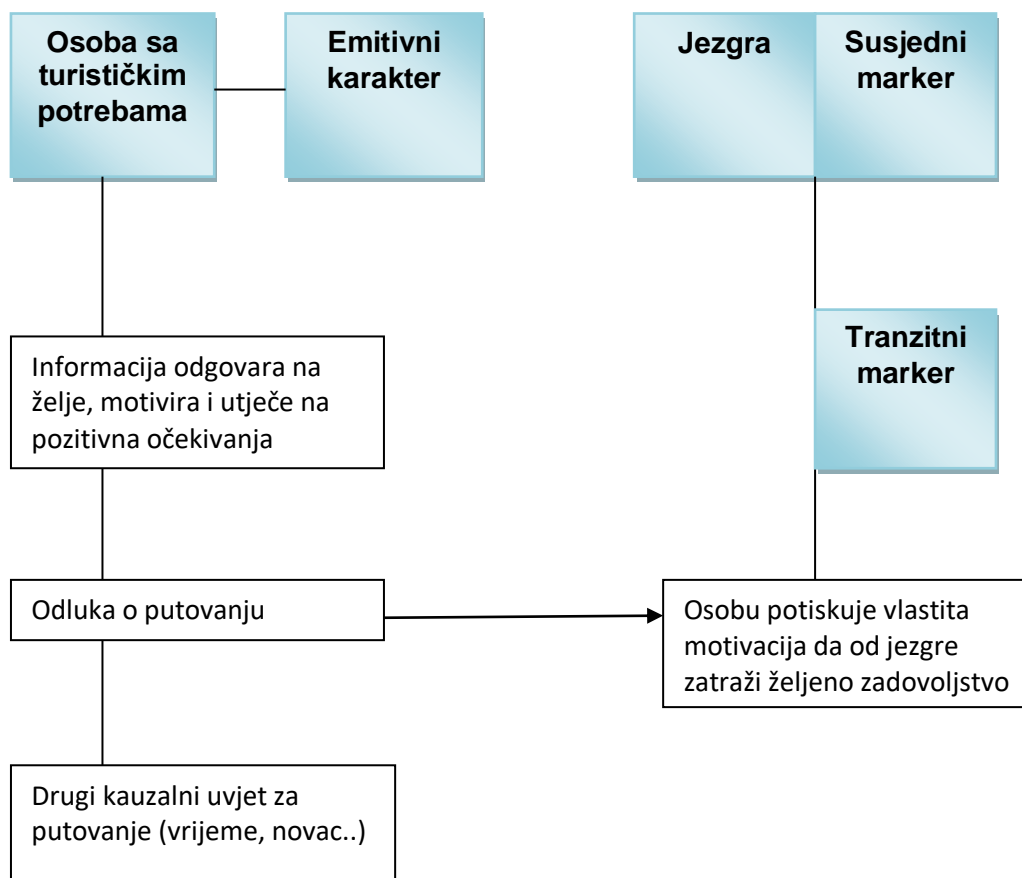 Osoba sa
turističkim
potrebama
Emitivni
karakter
Jezgra
Susjedni
marker
Tranzitni
marker
Informacija odgovara na
želje, motivira i utječe na
pozitivna očekivanja
Odluka o putovanju
Osobu potiskuje vlastita
motivacija da od jezgre
zatraži željeno zadovoljstvo
Drugi kauzalni uvjet za
putovanje (vrijeme, novac..)